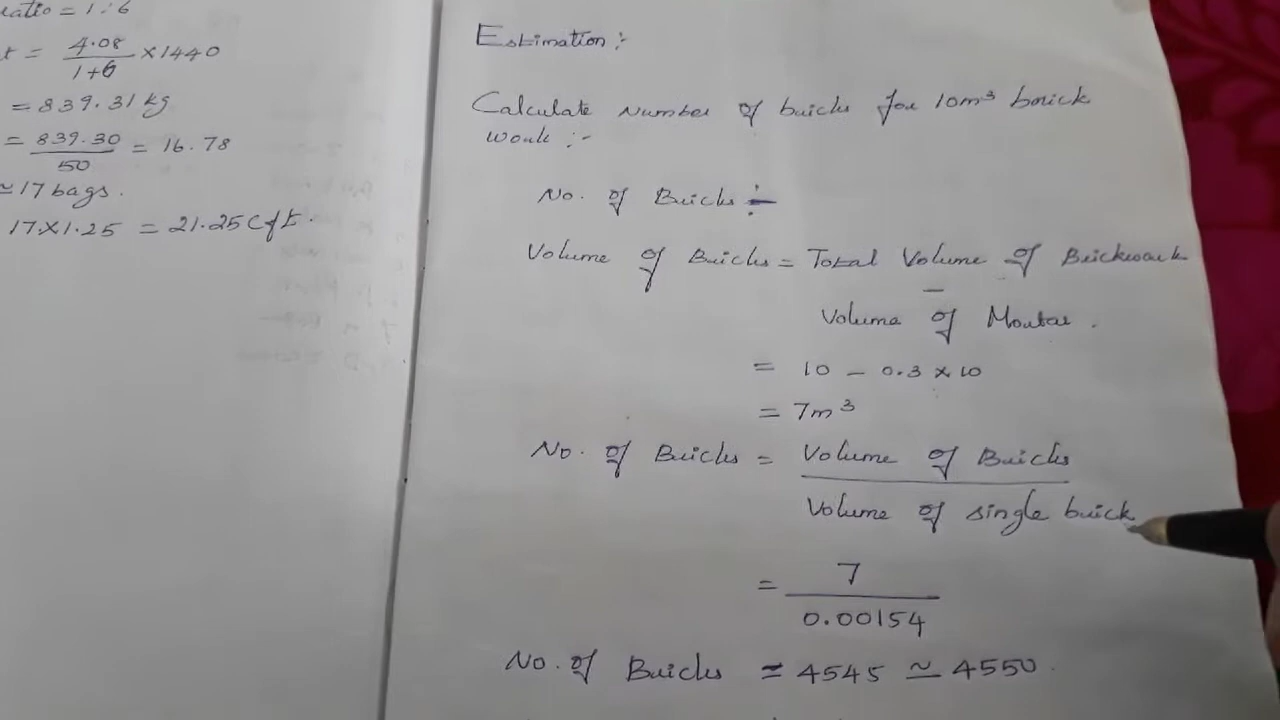 ratio = 1:6
t = 4.08 / 1+6 × 1440
= 839.31 kg
= 839.30 / 50 = 16.78
≃ 17 bags.
17 × 1.25 = 21.25 Cft.
Estimation :-
Calculate Number of bricks for 10m³ brick
work :-
No. of Bricks :-
Volume of Bricks = Total Volume of Brickwork
-
Volume of Mortar.
= 10 - 0.3 × 10
= 7m³
No. of Bricks = Volume of Bricks
Volume of single brick
= 7
0.00154
No. of Bricks = 4545 ≃ 4550.